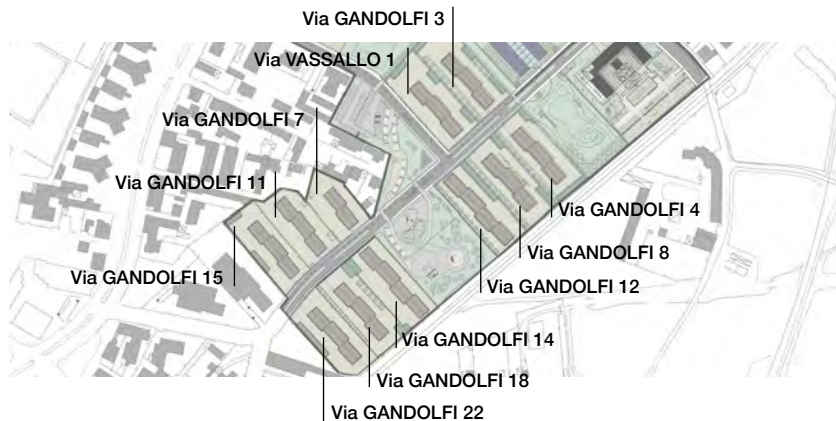 Via GANDOLFI 3
Via VASSALLO 1
Via GANDOLFI 7
Via GANDOLFI 11
Via GANDOLFI 4
Via GANDOLFI 8
Via GANDOLFI 15
Via GANDOLFI 12
Via GANDOLFI 14
Via GANDOLFI 18
Via GANDOLFI 22